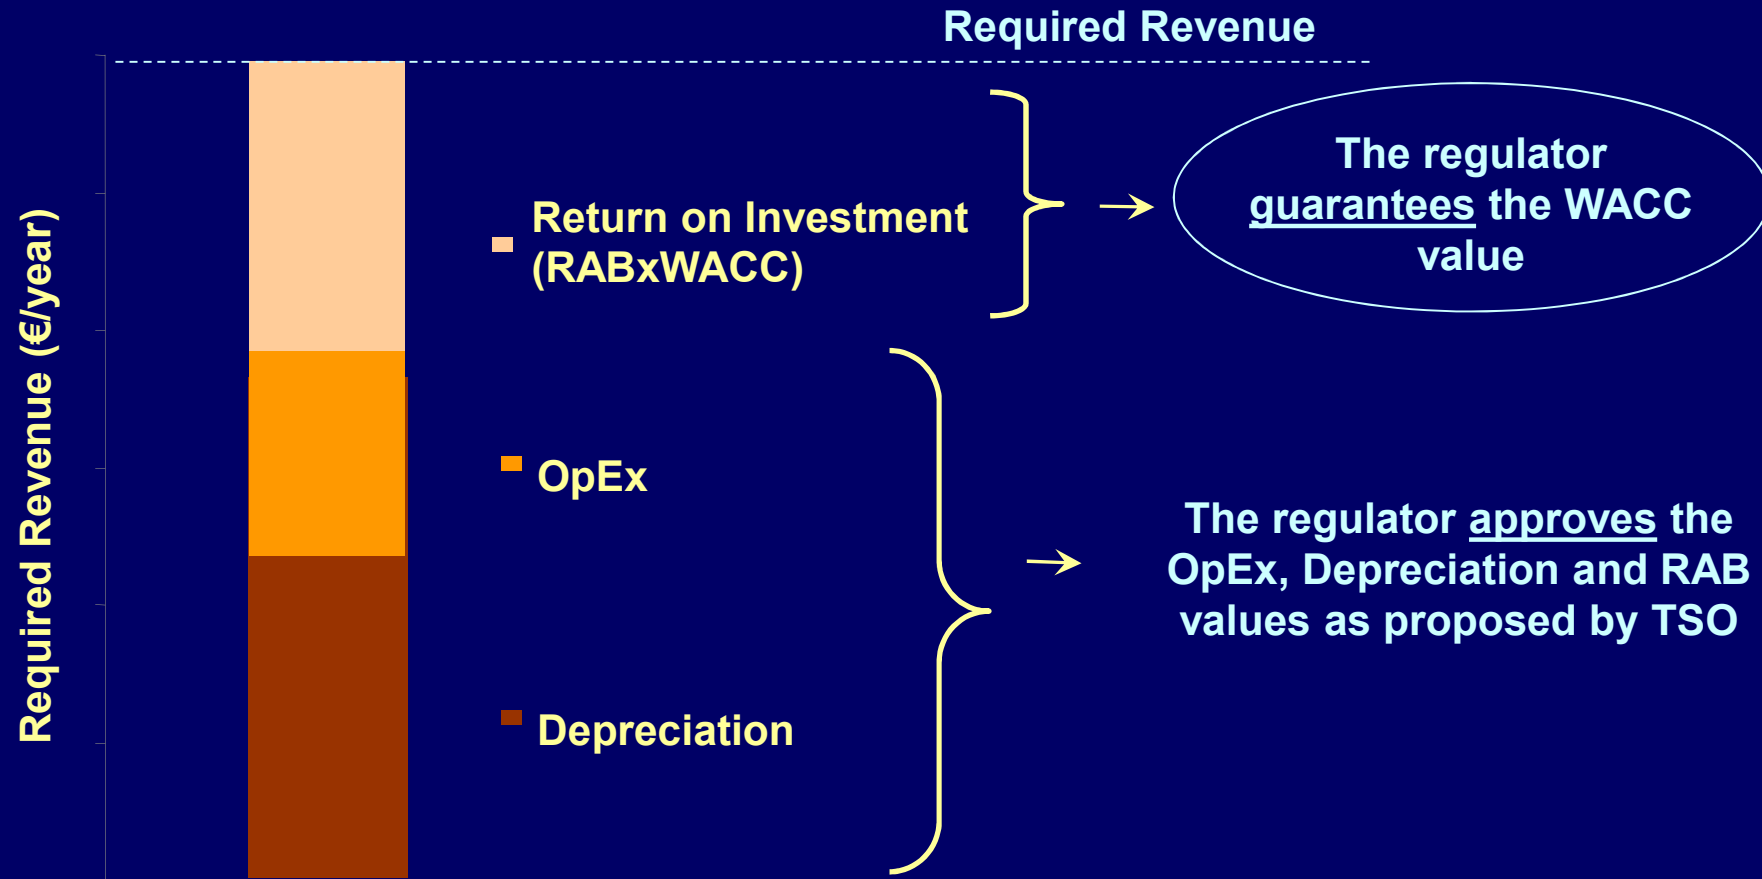 Required Revenue
Required Revenue (€/year)
Return on Investment
(RABxWACC)
The regulator
guarantees the WACC
value
OpEx
The regulator approves the
OpEx, Depreciation and RAB
values as proposed by TSO
Depreciation